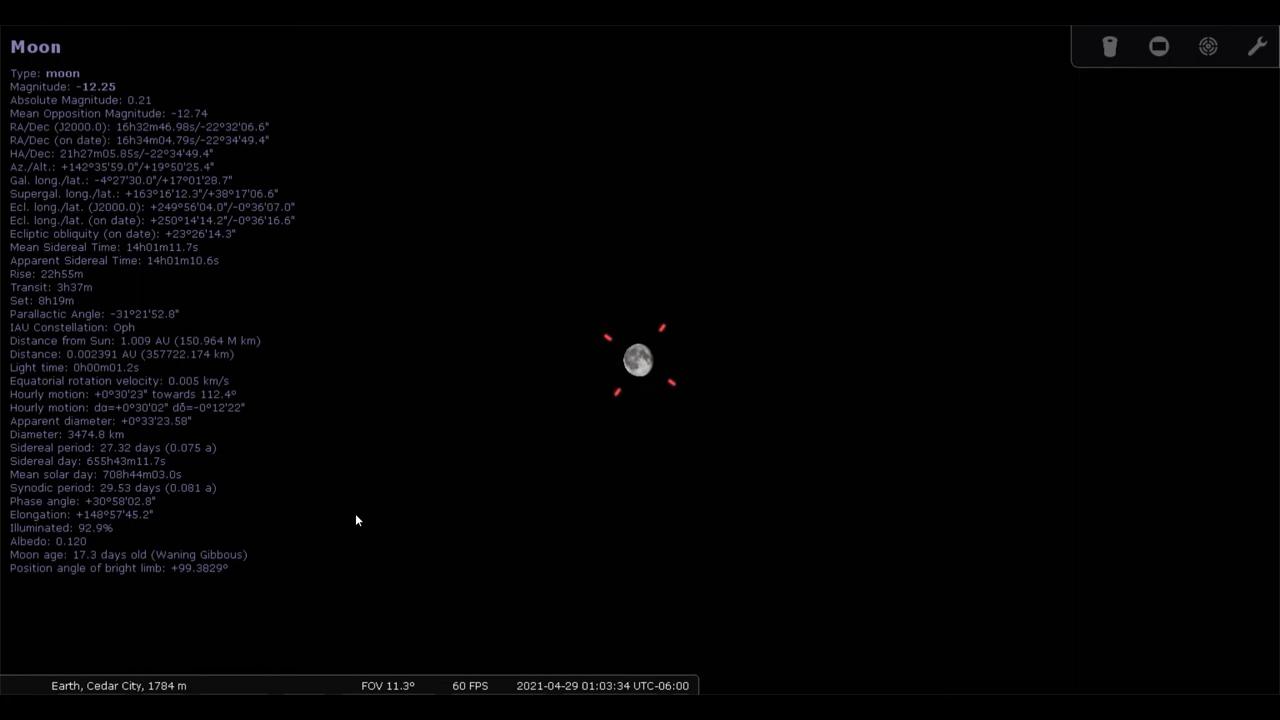 Moon
Type: moon
Magnitude: -12.25
Absolute Magnitude: 0.21
Mean Opposition Magnitude: -12.74
RA/Dec (J2000.0): 16h32m46.98s/-22°32'06.6"
RA/Dec (on date): 16h34m04.79s/-22°34'49.4"
HA/Dec: 21h27m05.85s/-22°34'49.4"
Az./Alt.: +142°35'59.0"/+19°50'25.4"
Gal. long./lat.: -4°27'30.0"/+17°01'28.7"
Supergal. long./lat.: +163°16'12.3"/+38°17'06.6"
Ecl. long./lat. (J2000.0): +249°56'04.0"/-0°36'07.0"
Ecl. long./lat. (on date): +250°14'14.2"/-0°36'16.6"
Ecliptic obliquity (on date): +23°26'14.3"
Mean Sidereal Time: 14h01m11.7s
Apparent Sidereal Time: 14h01m10.6s
Rise: 22h55m
Transit: 3h37m
Set: 8h19m
Parallactic Angle: -31°21'52.8"
IAU Constellation: Oph
Distance from Sun: 1.009 AU (150.964 M km)
Distance: 0.002391 AU (357722.174 km)
Light time: 0h00m01.2s
Equatorial rotation velocity: 0.005 km/s
Hourly motion: +0°30'23" towards 112.4°
Hourly motion: dα=+0°30'02" dδ=-0°12'22"
Apparent diameter: +0°33'23.58"
Diameter: 3474.8 km
Sidereal period: 27.32 days (0.075 a)
Sidereal day: 655h43m11.7s
Mean solar day: 708h44m03.0s
Synodic period: 29.53 days (0.081 a)
Phase angle: +30°58'02.8"
Elongation: +148°57'45.2"
Illuminated: 92.9%
Albedo: 0.120
Moon age: 17.3 days old (Waning Gibbous)
Position angle of bright limb: +99.3829°
Earth, Cedar City, 1784 m FOV 11.3° 60 FPS 2021-04-29 01:03:34 UTC-06:00